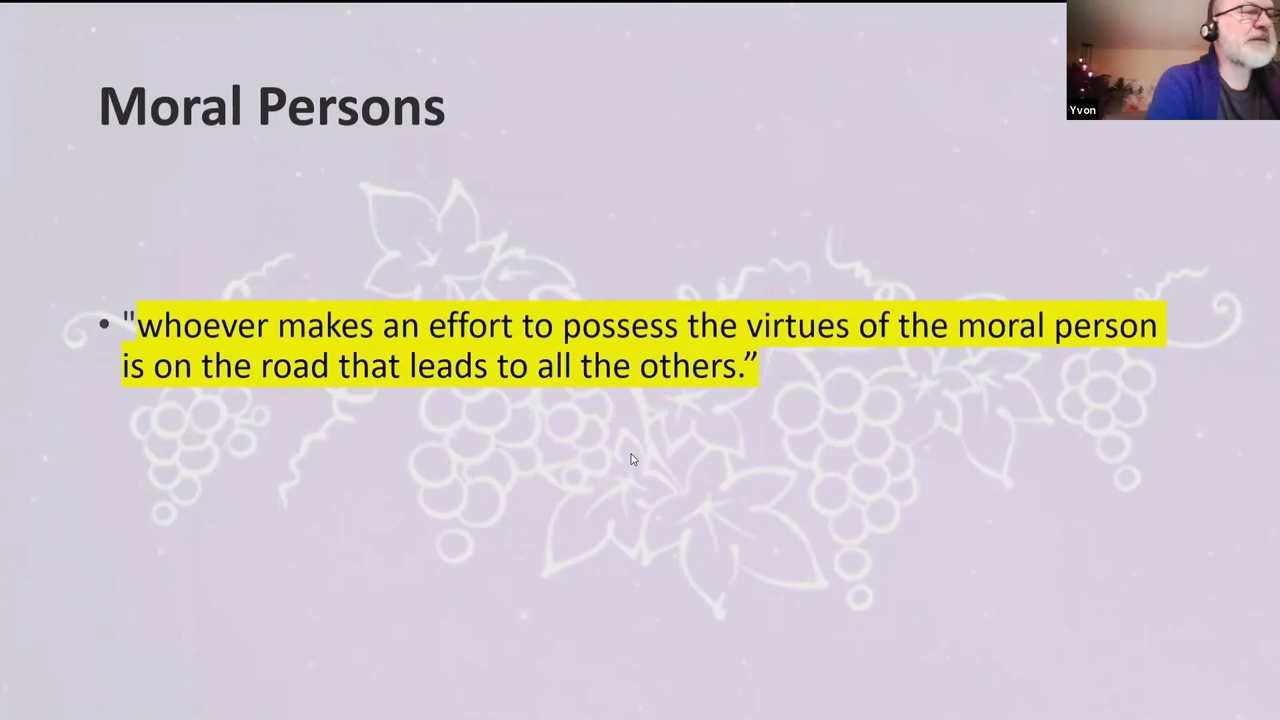 Moral Persons
Yvon
• "whoever makes an effort to possess the virtues of the moral person
is on the road that leads to all the others.”